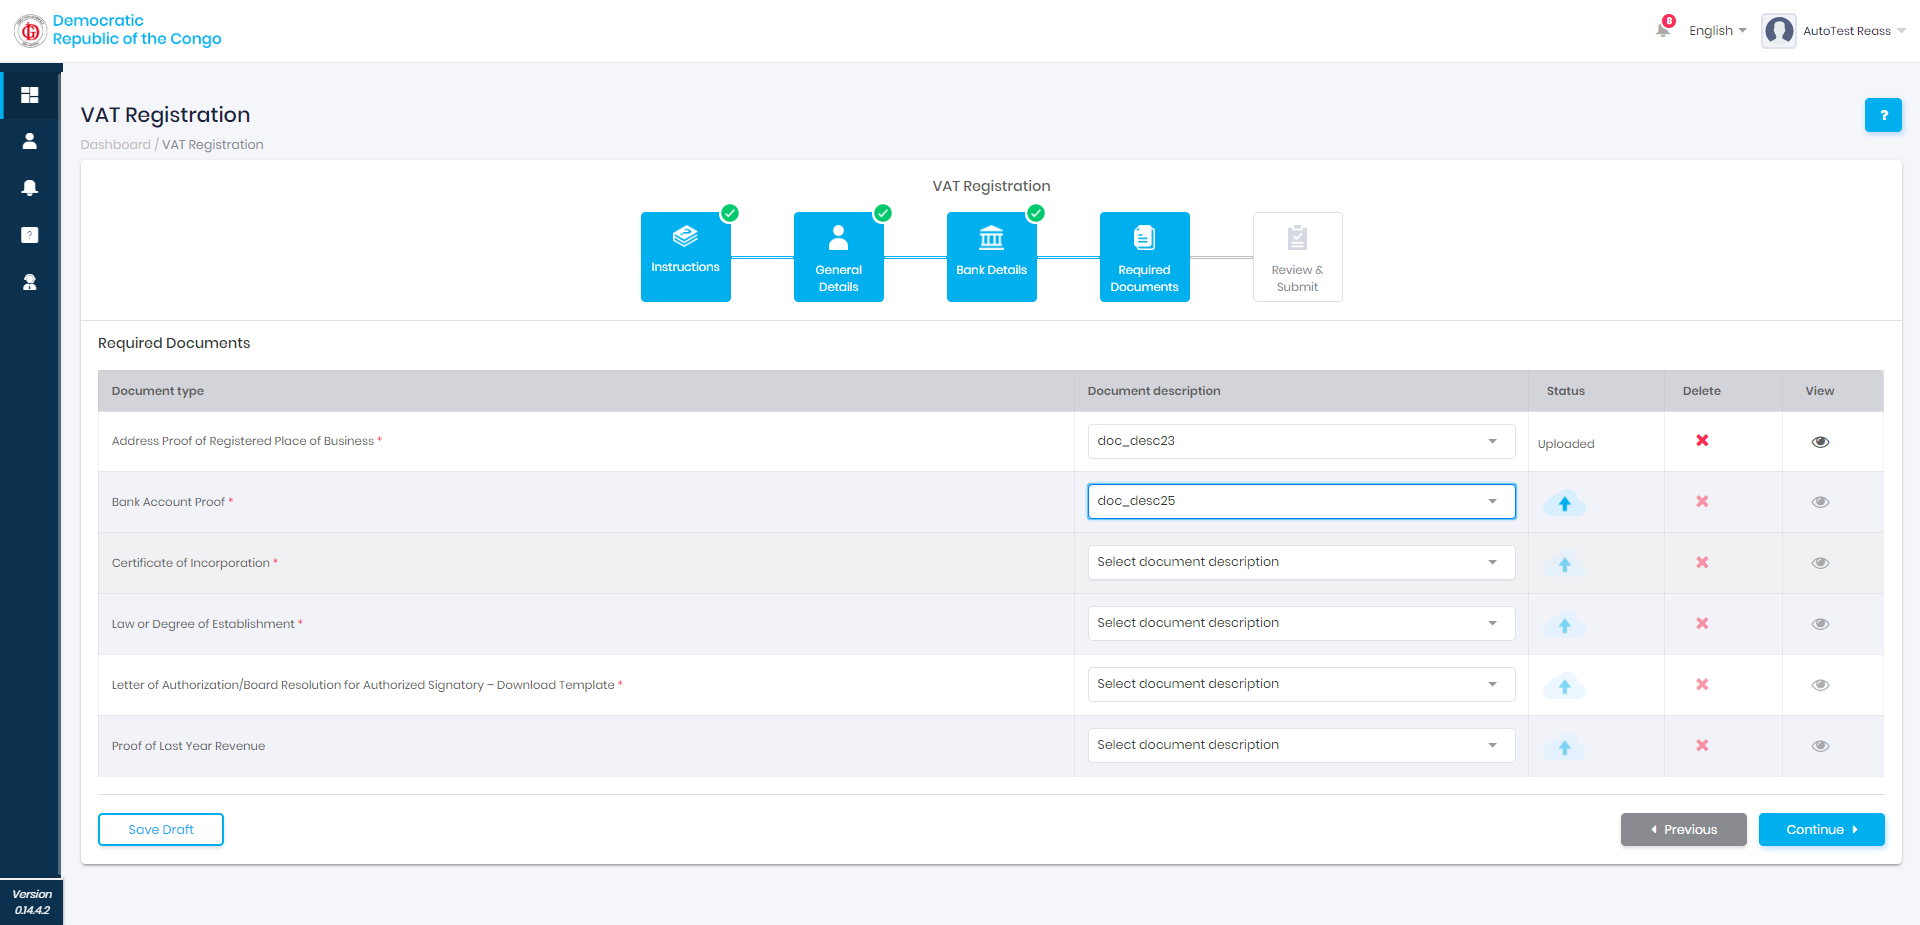 Democratic
Republic of the Congo
8
English
AutoTest Reass
VAT Registration
?
Dashboard / VAT Registration
VAT Registration
Instructions
General
Details
Bank Details
Required
Documents
Review &
Submit
Required Documents
Document type
Document description
Status
Delete
View
Address Proof of Registered Place of Business *
doc_desc23
Uploaded
Bank Account Proof *
doc_desc25
Certificate of Incorporation *
Select document description
Law or Degree of Establishment *
Select document description
Letter of Authorization/Board Resolution for Authorized Signatory – Download Template *
Select document description
Proof of Last Year Revenue
Select document description
Save Draft
Previous
Continue
Version
0.14.4.2